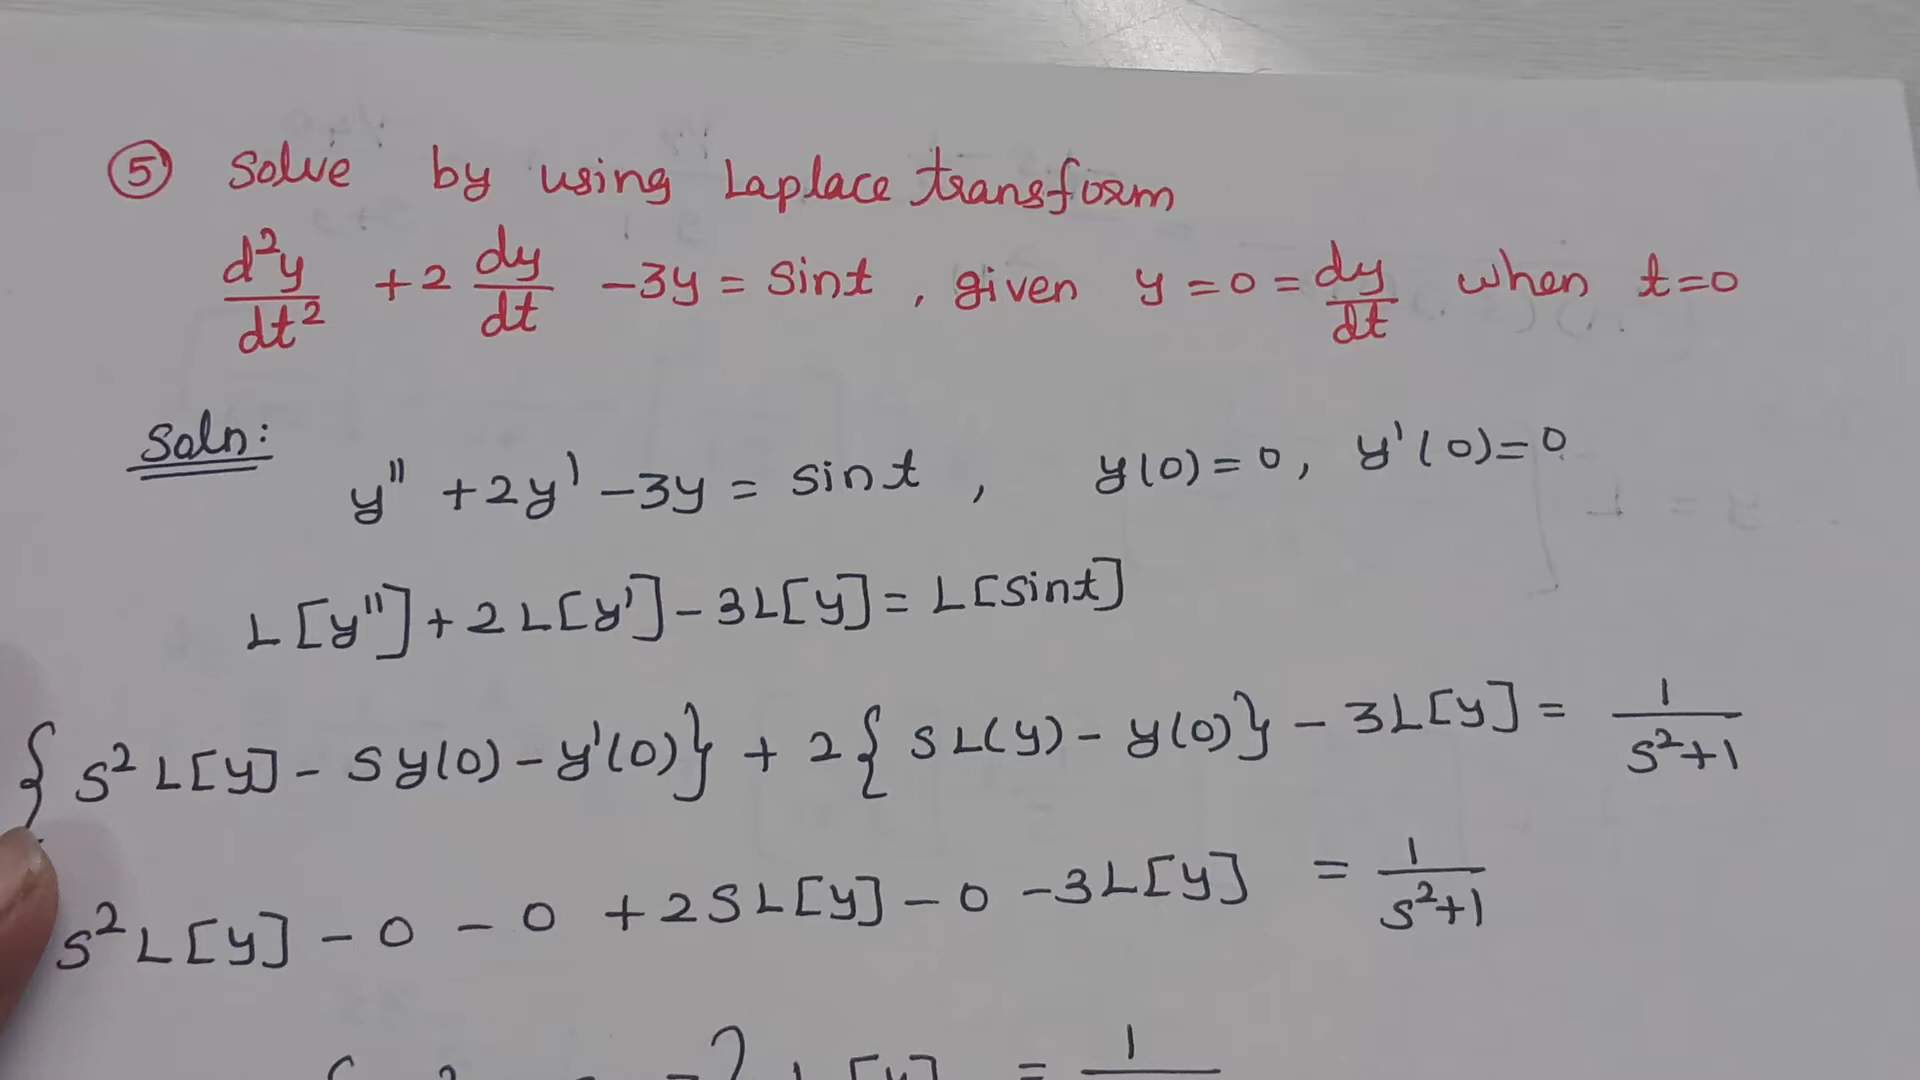 ⑤ Solve by using Laplace transform
d²y/dt² + 2 dy/dt - 3y = Sint , given y = 0 = dy/dt when t=0
Soln:
y'' + 2y' - 3y = sint , y(0) = 0, y'(0) = 0
L[y''] + 2L[y'] - 3L[y] = L[Sint]
{ s² L[y] - sy(0) - y'(0)} + 2{ sL(y) - y(0)} - 3L[y] = 1/(s²+1)
s² L[y] - 0 - 0 + 2SL[y] - 0 - 3L[y] = 1/(s²+1)